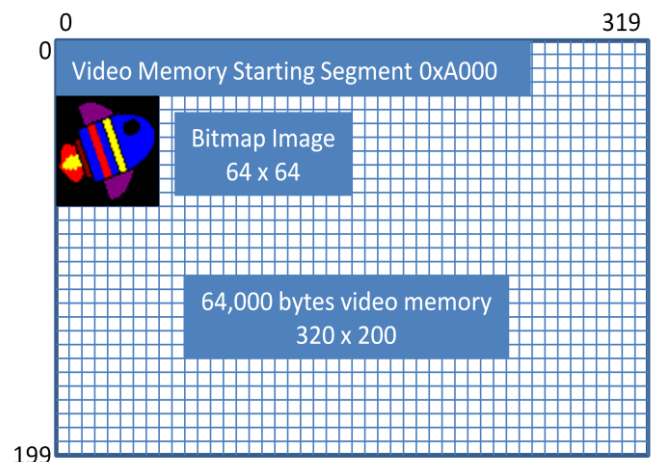 0
319
0
Video Memory Starting Segment 0xA000
Bitmap Image
64 x 64
64,000 bytes video memory
320 x 200
199